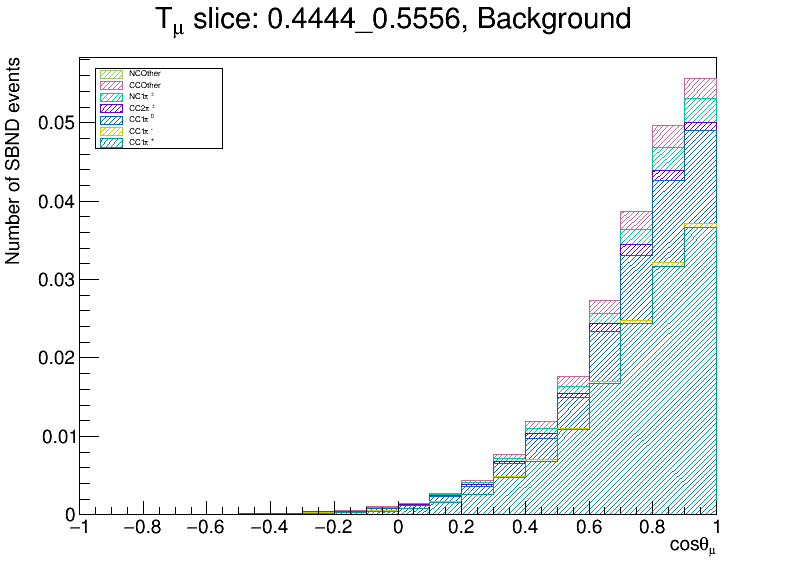 Tμ slice: 0.4444_0.5556, Background
Number of SBND events
NCOther
CCOther
NC1π ±
CC2π ±
CC1π 0
CC1π -
CC1π +
0.05
0.04
0.03
0.02
0.01
0
−1 −0.8 −0.6 −0.4 −0.2 0 0.2 0.4 0.6 0.8 1
cosθμ